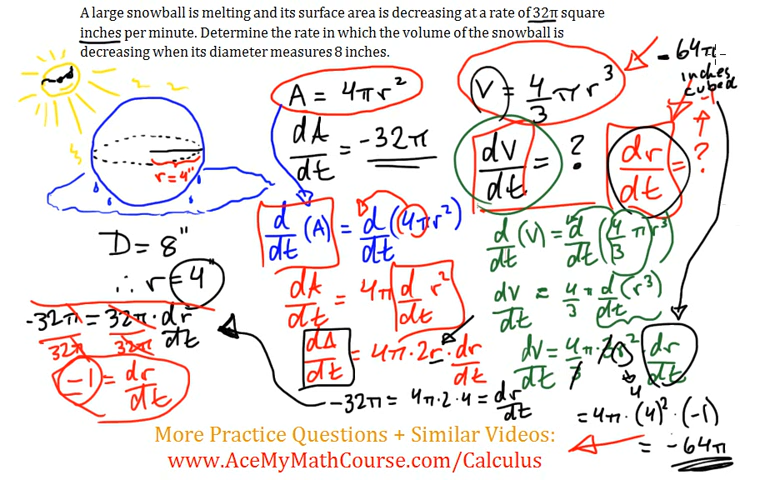 A large snowball is melting and its surface area is decreasing at a rate of 32π square
inches per minute. Determine the rate in which the volume of the snowball is
decreasing when its diameter measures 8 inches.
A = 4πr²
V = 4/3 πr³
-64π
inches
cubed
-1
dA/dt = -32π
dV/dt = ?
dr/dt = ?
r=4"
D = 8"
∴ r = 4"
d/dt (A) = d/dt (4πr²)
dA/dt = 4π d/dt r²
dA/dt = 4π·2r·dr/dt
-32π = 4π·2·4 = dr/dt
-32π = 32π·dr/dt
32π 32π
-1 = dr/dt
d/dt (V) = d/dt (4/3 πr³)
dV/dt = 4/3 π d/dt (r³)
dV/dt = 4/3 π·3r² dr/dt
4
= 4π·(4)²·(-1)
= -64π
More Practice Questions + Similar Videos:
www.AceMyMathCourse.com/Calculus